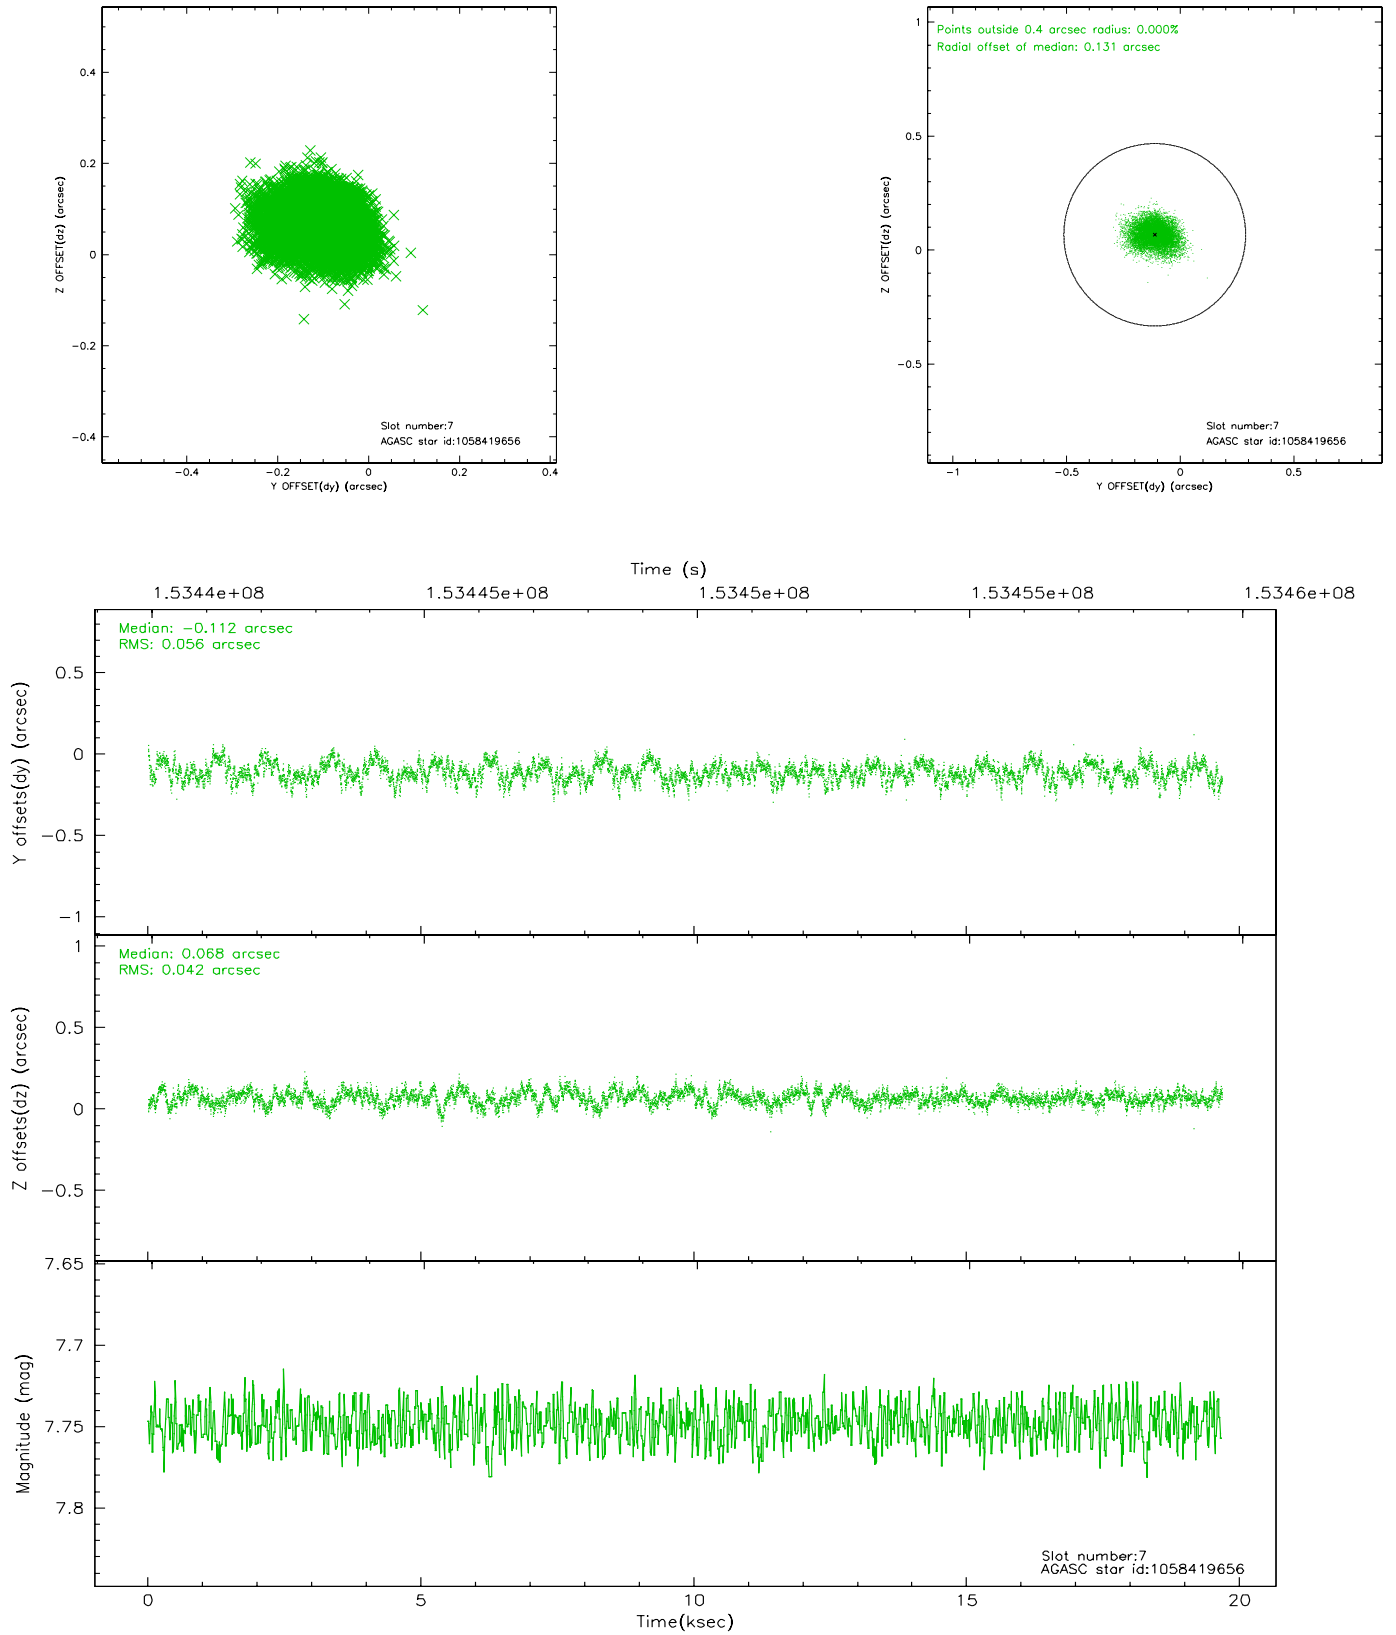 0.4
0.2
0
−0.2
−0.4
Z OFFSET(dz) (arcsec)
Slot number:7
AGASC star id:1058419656
−0.4
−0.2
0
0.2
0.4
Y OFFSET(dy) (arcsec)
Points outside 0.4 arcsec radius: 0.000%
Radial offset of median: 0.131 arcsec
1
0.5
0
−0.5
Z OFFSET(dz) (arcsec)
Slot number:7
AGASC star id:1058419656
−1
−0.5
0
0.5
Y OFFSET(dy) (arcsec)
Time (s)
1.5344e+08
1.53445e+08
1.5345e+08
1.53455e+08
1.5346e+08
Median: −0.112 arcsec
RMS: 0.056 arcsec
0.5
0
−0.5
−1
Y offsets(dy) (arcsec)
Median: 0.068 arcsec
RMS: 0.042 arcsec
1
0.5
0
−0.5
Z offsets(dz) (arcsec)
7.65
7.7
7.75
7.8
Magnitude (mag)
Slot number:7
AGASC star id:1058419656
0
5
10
15
20
Time(ksec)